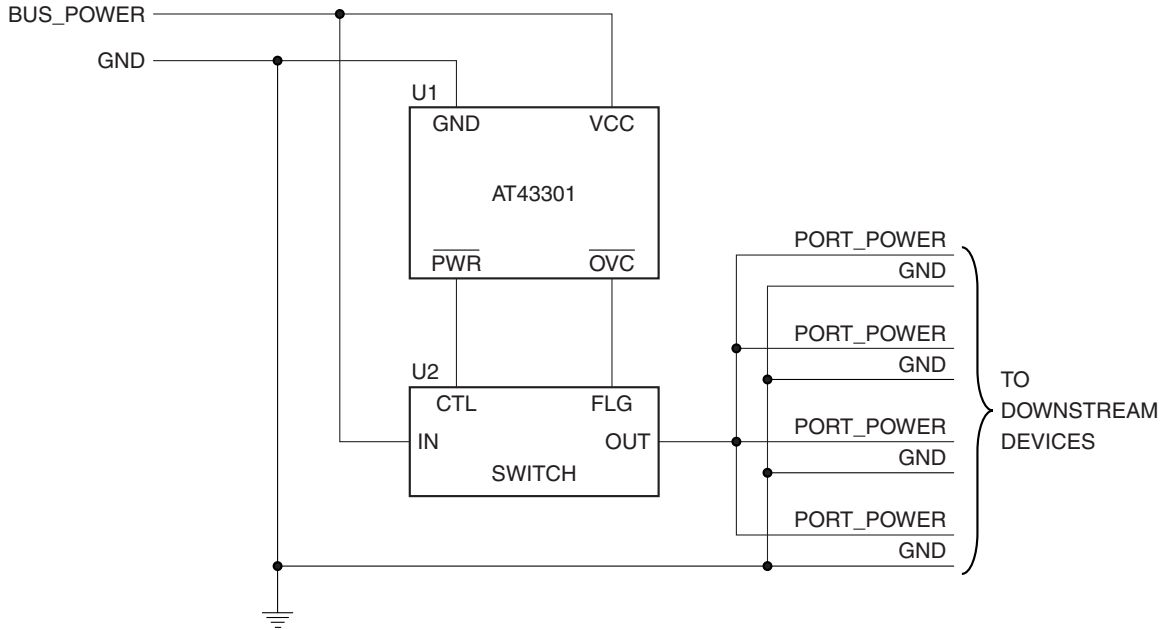 BUS_POWER
GND
U1
GND VCC
AT43301
PWR OVC
U2
CTL FLG
IN OUT
SWITCH
PORT_POWER
GND
PORT_POWER
GND
PORT_POWER
GND
PORT_POWER
GND
TO
DOWNSTREAM
DEVICES